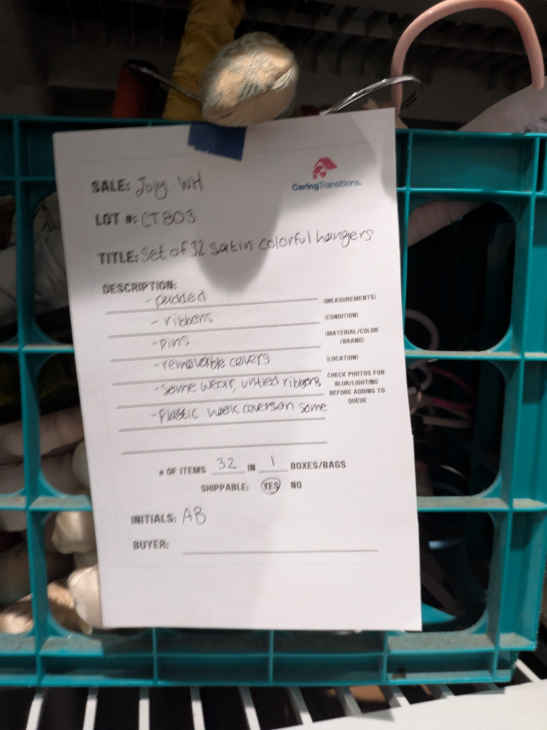 SALE: Joly WH
CaringTransitions.
LOT #: CT803
TITLE: Set of 32 satin colorful hangers
DESCRIPTION:
- padded
(MEASUREMENTS)
- ribbons
(CONDITION)
- pins
(MATERIAL/COLOR
/BRAND)
- removable covers
(LOCATION)
- some wear, untied ribbons
CHECK PHOTOS FOR
BLUR/LIGHTING
BEFORE ADDING TO
QUEUE
- plastic covers on some
# OF ITEMS 32 IN 1 BOXES/BAGS
SHIPPABLE: YES NO
INITIALS: AB
BUYER: